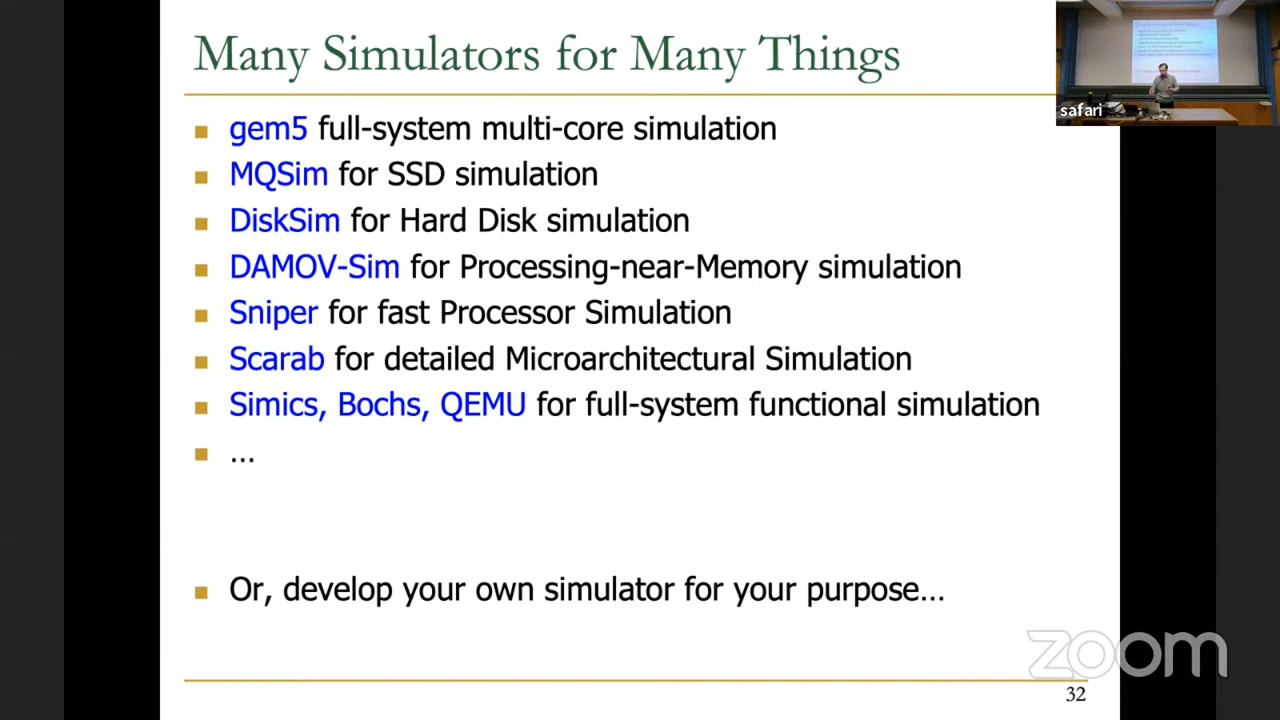 Many Simulators for Many Things
gem5 full-system multi-core simulation
MQSim for SSD simulation
DiskSim for Hard Disk simulation
DAMOV-Sim for Processing-near-Memory simulation
Sniper for fast Processor Simulation
Scarab for detailed Microarchitectural Simulation
Simics, Bochs, QEMU for full-system functional simulation
...
Or, develop your own simulator for your purpose...
32
safari
zoom